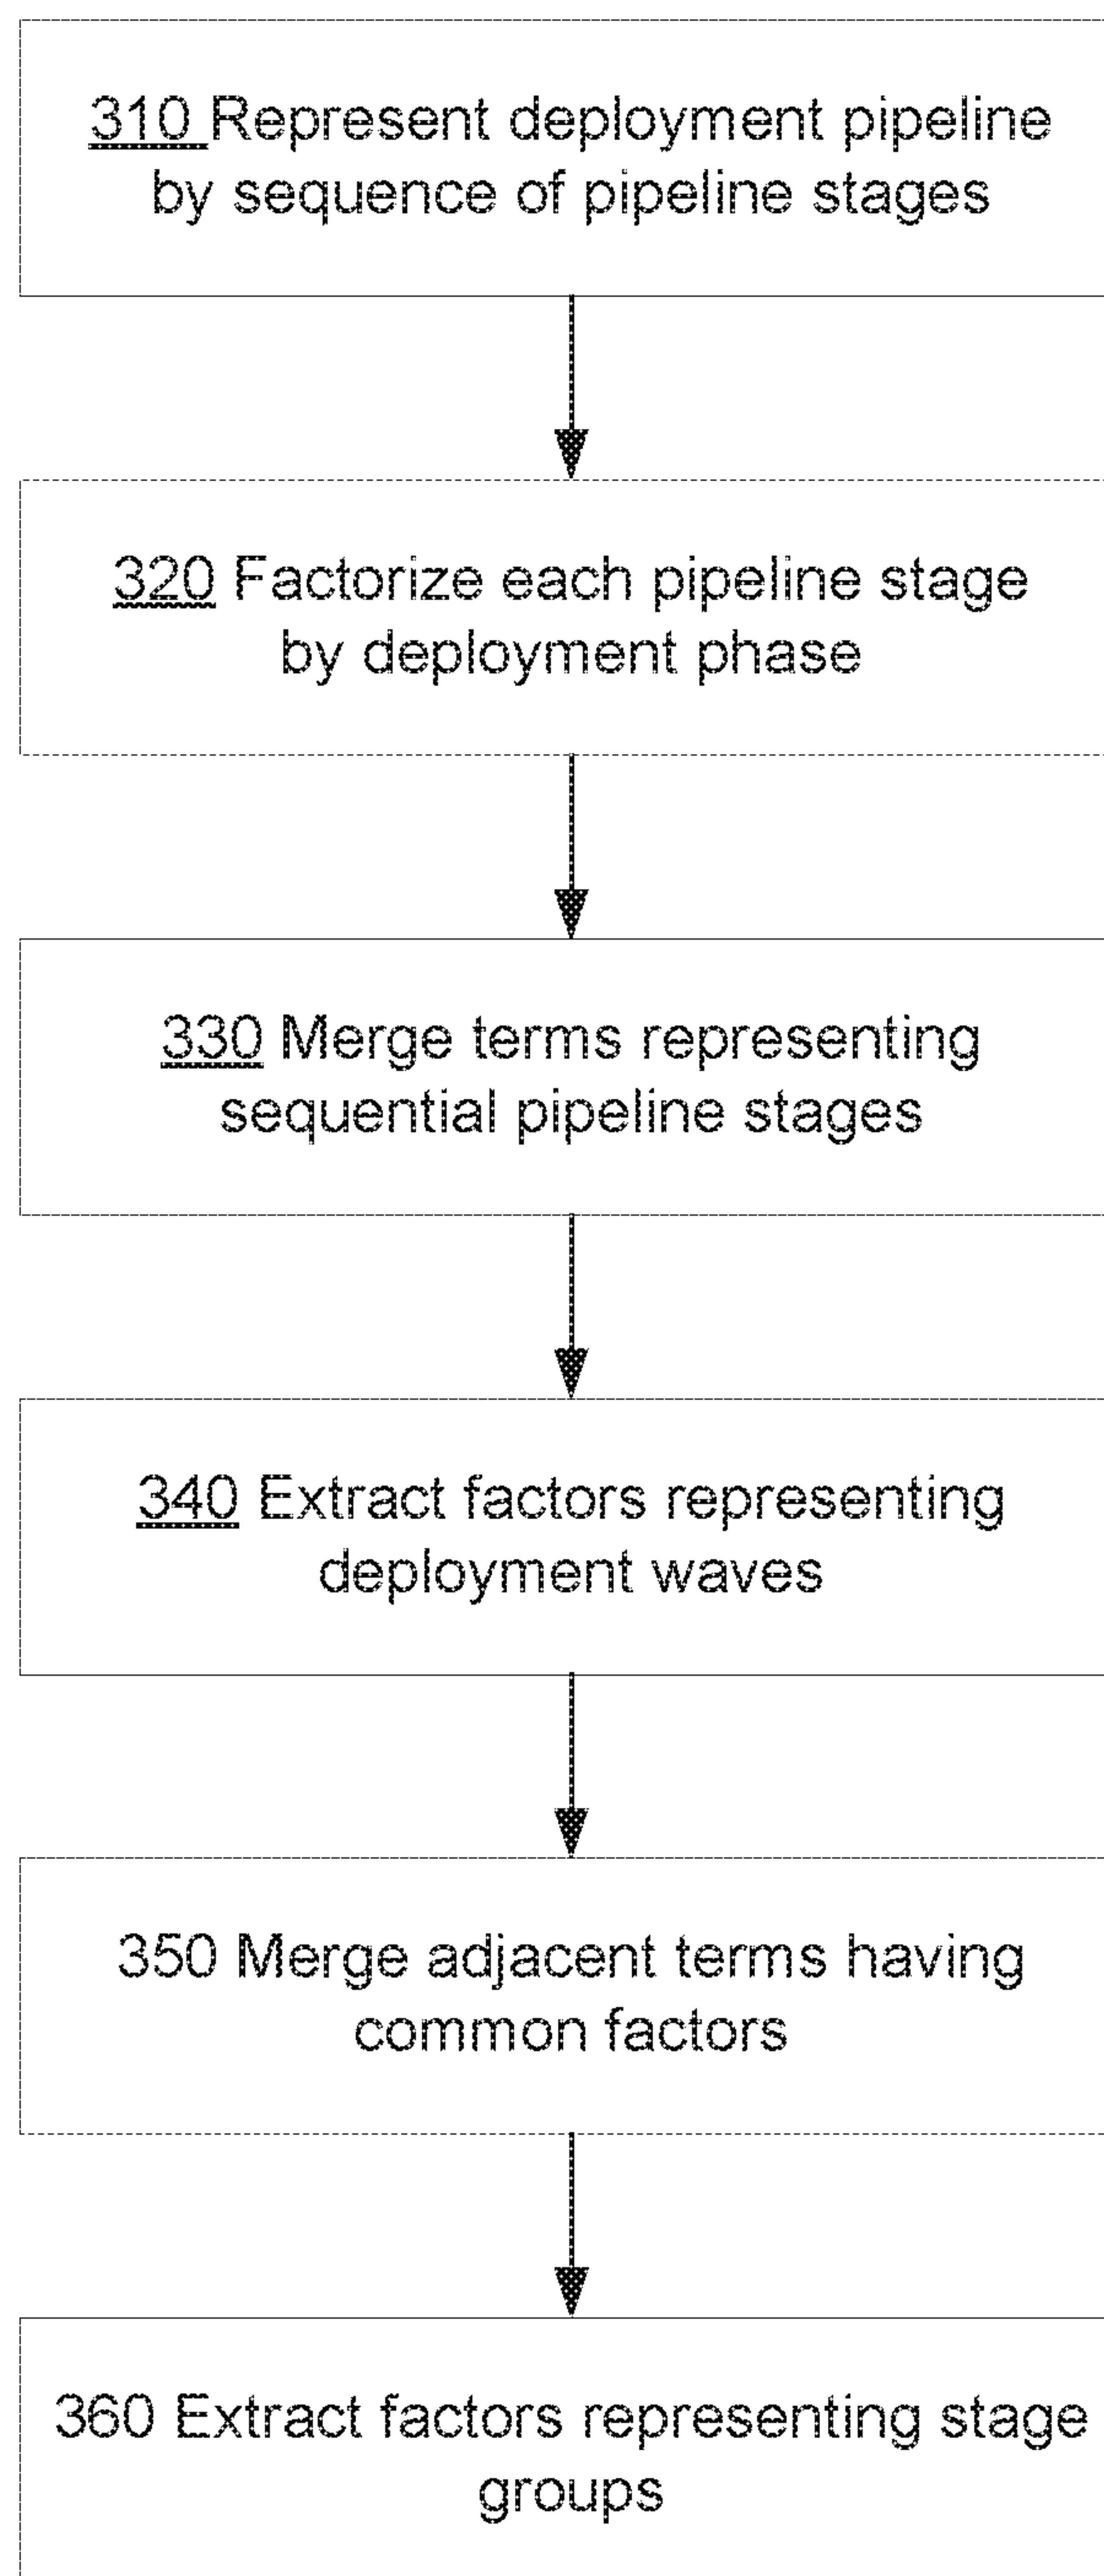 310 Represent deployment pipeline
by sequence of pipeline stages
320 Factorize each pipeline stage
by deployment phase
330 Merge terms representing
sequential pipeline stages
340 Extract factors representing
deployment waves
350 Merge adjacent terms having
common factors
360 Extract factors representing stage
groups